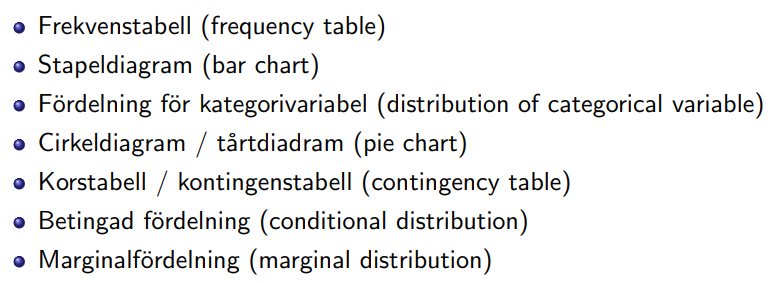 Frekvenstabell (frequency table)
Stapeldiagram (bar chart)
Fördelning för kategorivariabel (distribution of categorical variable)
Cirkeldiagram / tårtdiadram (pie chart)
Korstabell / kontingenstabell (contingency table)
Betingad fördelning (conditional distribution)
Marginalfördelning (marginal distribution)